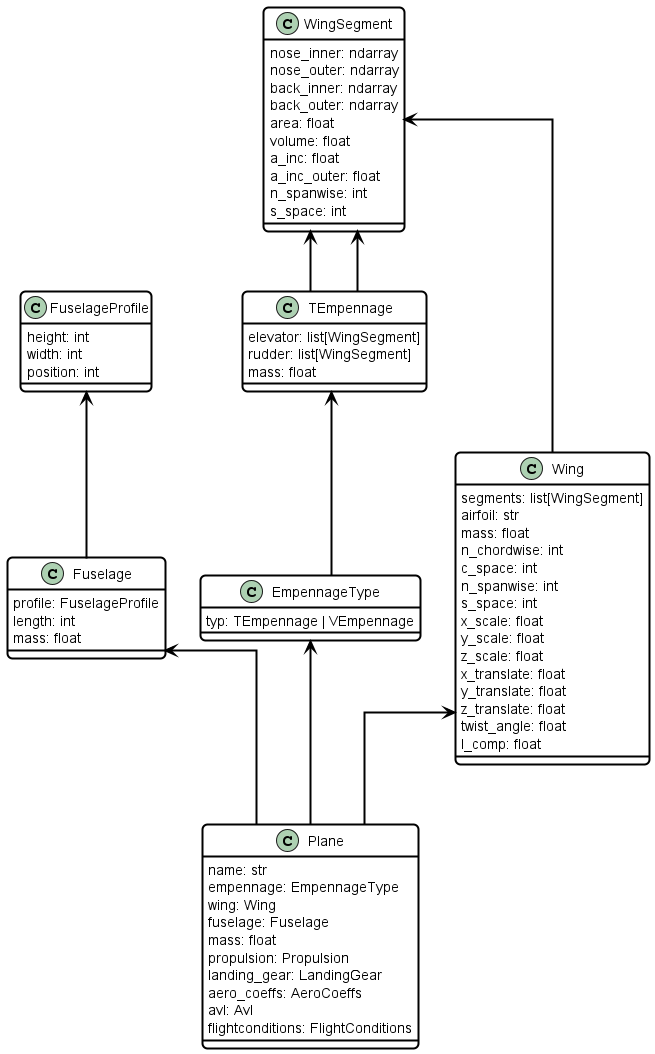 C WingSegment
nose_inner: ndarray
nose_outer: ndarray
back_inner: ndarray
back_outer: ndarray
area: float
volume: float
a_inc: float
a_inc_outer: float
n_spanwise: int
s_space: int
C FuselageProfile
height: int
width: int
position: int
C TEmpennage
elevator: list[WingSegment]
rudder: list[WingSegment]
mass: float
C Wing
segments: list[WingSegment]
airfoil: str
mass: float
n_chordwise: int
c_space: int
n_spanwise: int
s_space: int
x_scale: float
y_scale: float
z_scale: float
x_translate: float
y_translate: float
z_translate: float
twist_angle: float
l_comp: float
C Fuselage
profile: FuselageProfile
length: int
mass: float
C EmpennageType
typ: TEmpennage | VEmpennage
C Plane
name: str
empennage: EmpennageType
wing: Wing
fuselage: Fuselage
mass: float
propulsion: Propulsion
landing_gear: LandingGear
aero_coeffs: AeroCoeffs
avl: Avl
flightconditions: FlightConditions